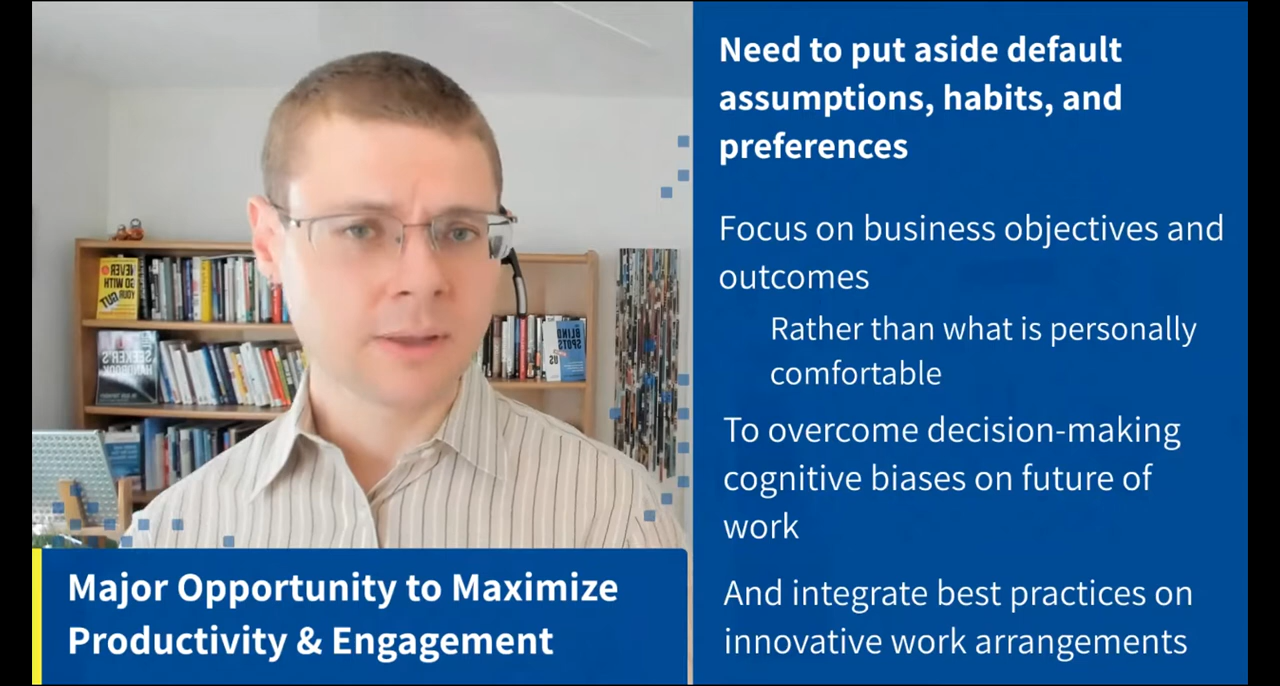 Need to put aside default
assumptions, habits, and
preferences
Focus on business objectives and
outcomes
Rather than what is personally
comfortable
To overcome decision-making
cognitive biases on future of
work
And integrate best practices on
innovative work arrangements
Major Opportunity to Maximize
Productivity & Engagement
NEVER
GO WITH
YOUR
GUT
SEEKER'S
HANDBOOK
BLIND
SPOTS